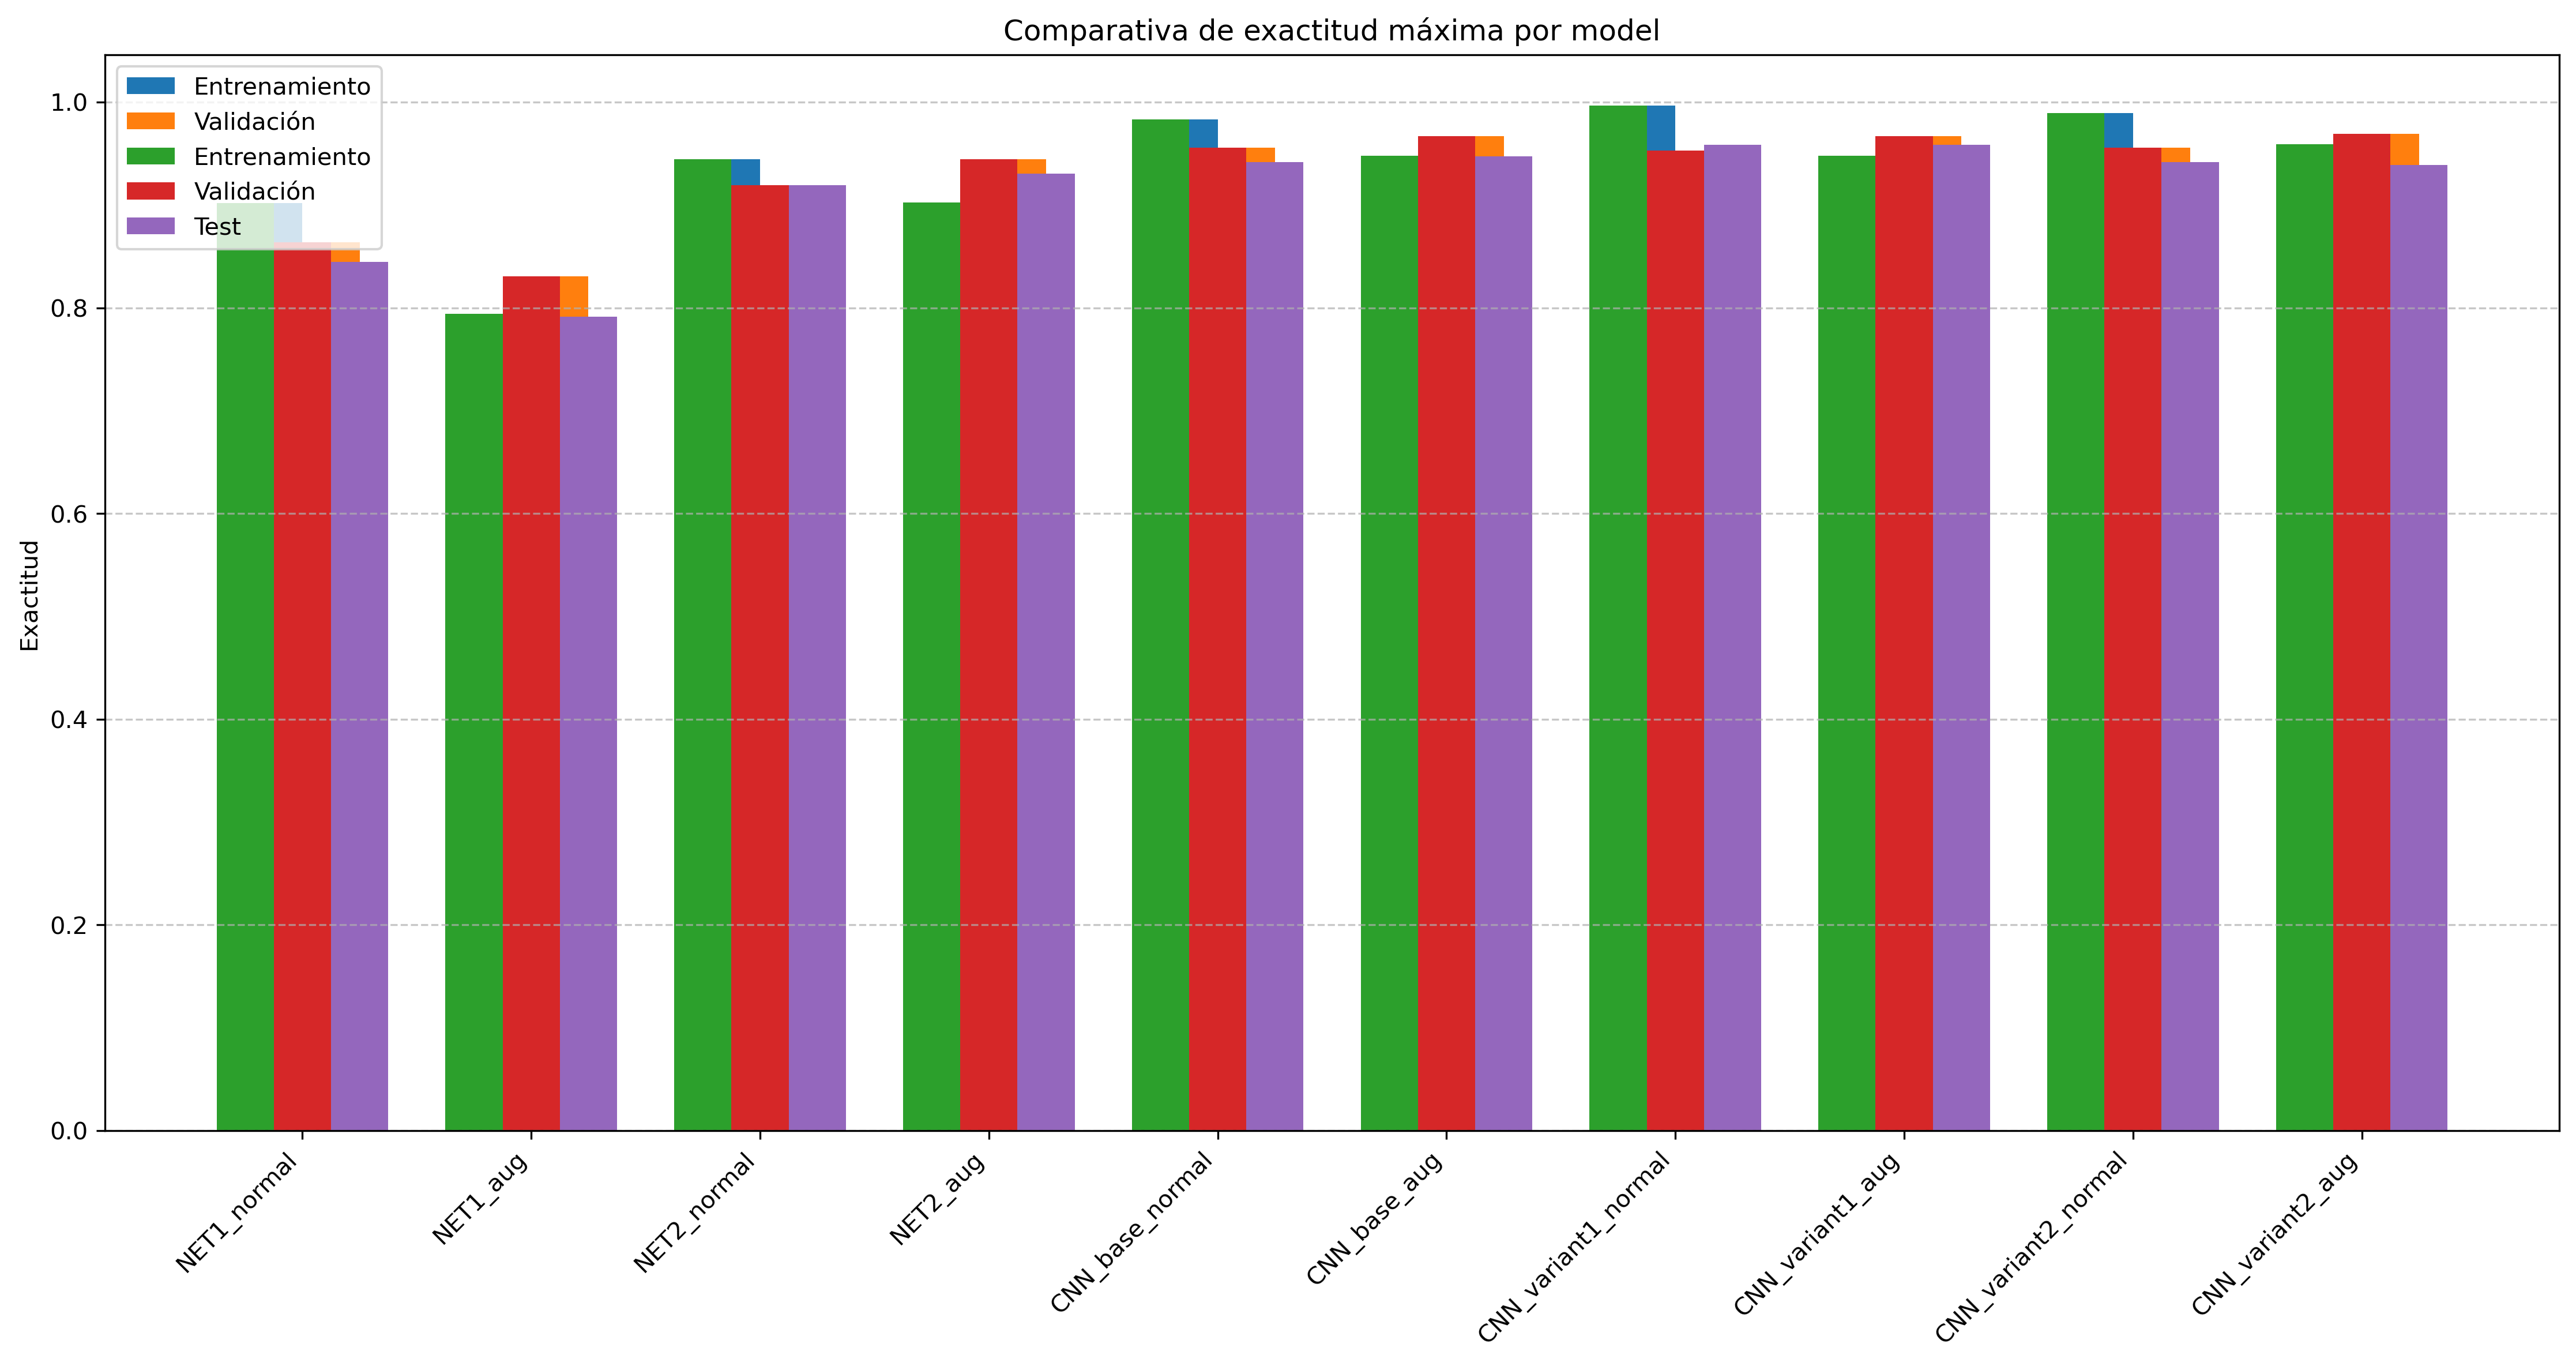 Comparativa de exactitud máxima por model
Entrenamiento
Validación
Entrenamiento
Validación
Test
Exactitud
1.0
0.8
0.6
0.4
0.2
0.0
NET1_normal
NET1_aug
NET2_normal
NET2_aug
CNN_base_normal
CNN_base_aug
CNN_variant1_normal
CNN_variant1_aug
CNN_variant2_normal
CNN_variant2_aug